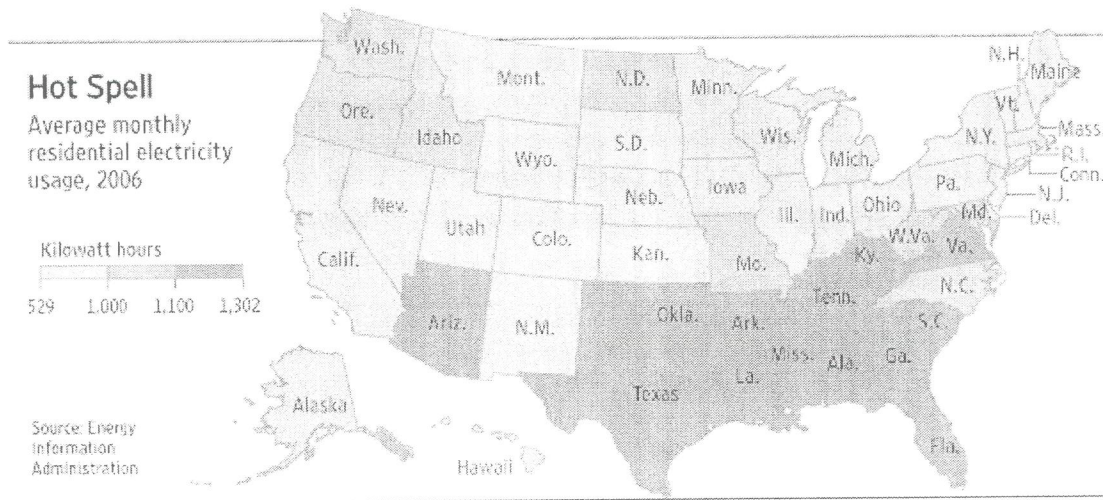 Hot Spell
Average monthly
residential electricity
usage, 2006
Kilowatt hours
529 1,000 1,100 1,302
Source: Energy
Information
Administration
Wash.
Ore.
Calif.
Idaho
Nev.
Mont.
Wyo.
Utah
Colo.
Ariz.
N.M.
N.D.
S.D.
Neb.
Kan.
Okla.
Texas
Minn.
Iowa
Mo.
Ark.
La.
Wis.
Ill.
Mich.
Ind.
Ohio
Ky.
Tenn.
Miss.
Ala.
Ga.
Fla.
S.C.
N.C.
Va.
W.Va.
Md.
Pa.
N.Y.
Vt.
N.H.
Maine
Mass
R.I.
Conn.
N.J.
Del.
Alaska
Hawaii